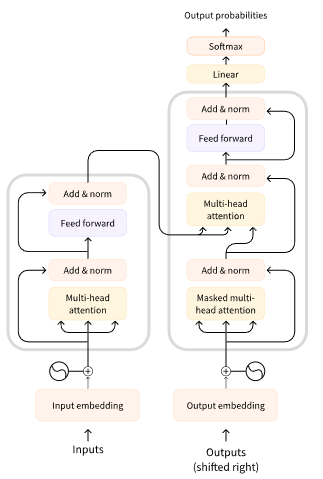 Output probabilities
Softmax
Linear
Add & norm
Feed forward
Add & norm
Multi-head
attention
Add & norm
Masked multi-
head attention
Add & norm
Feed forward
Add & norm
Multi-head
attention
Input embedding
Output embedding
Inputs
Outputs
(shifted right)